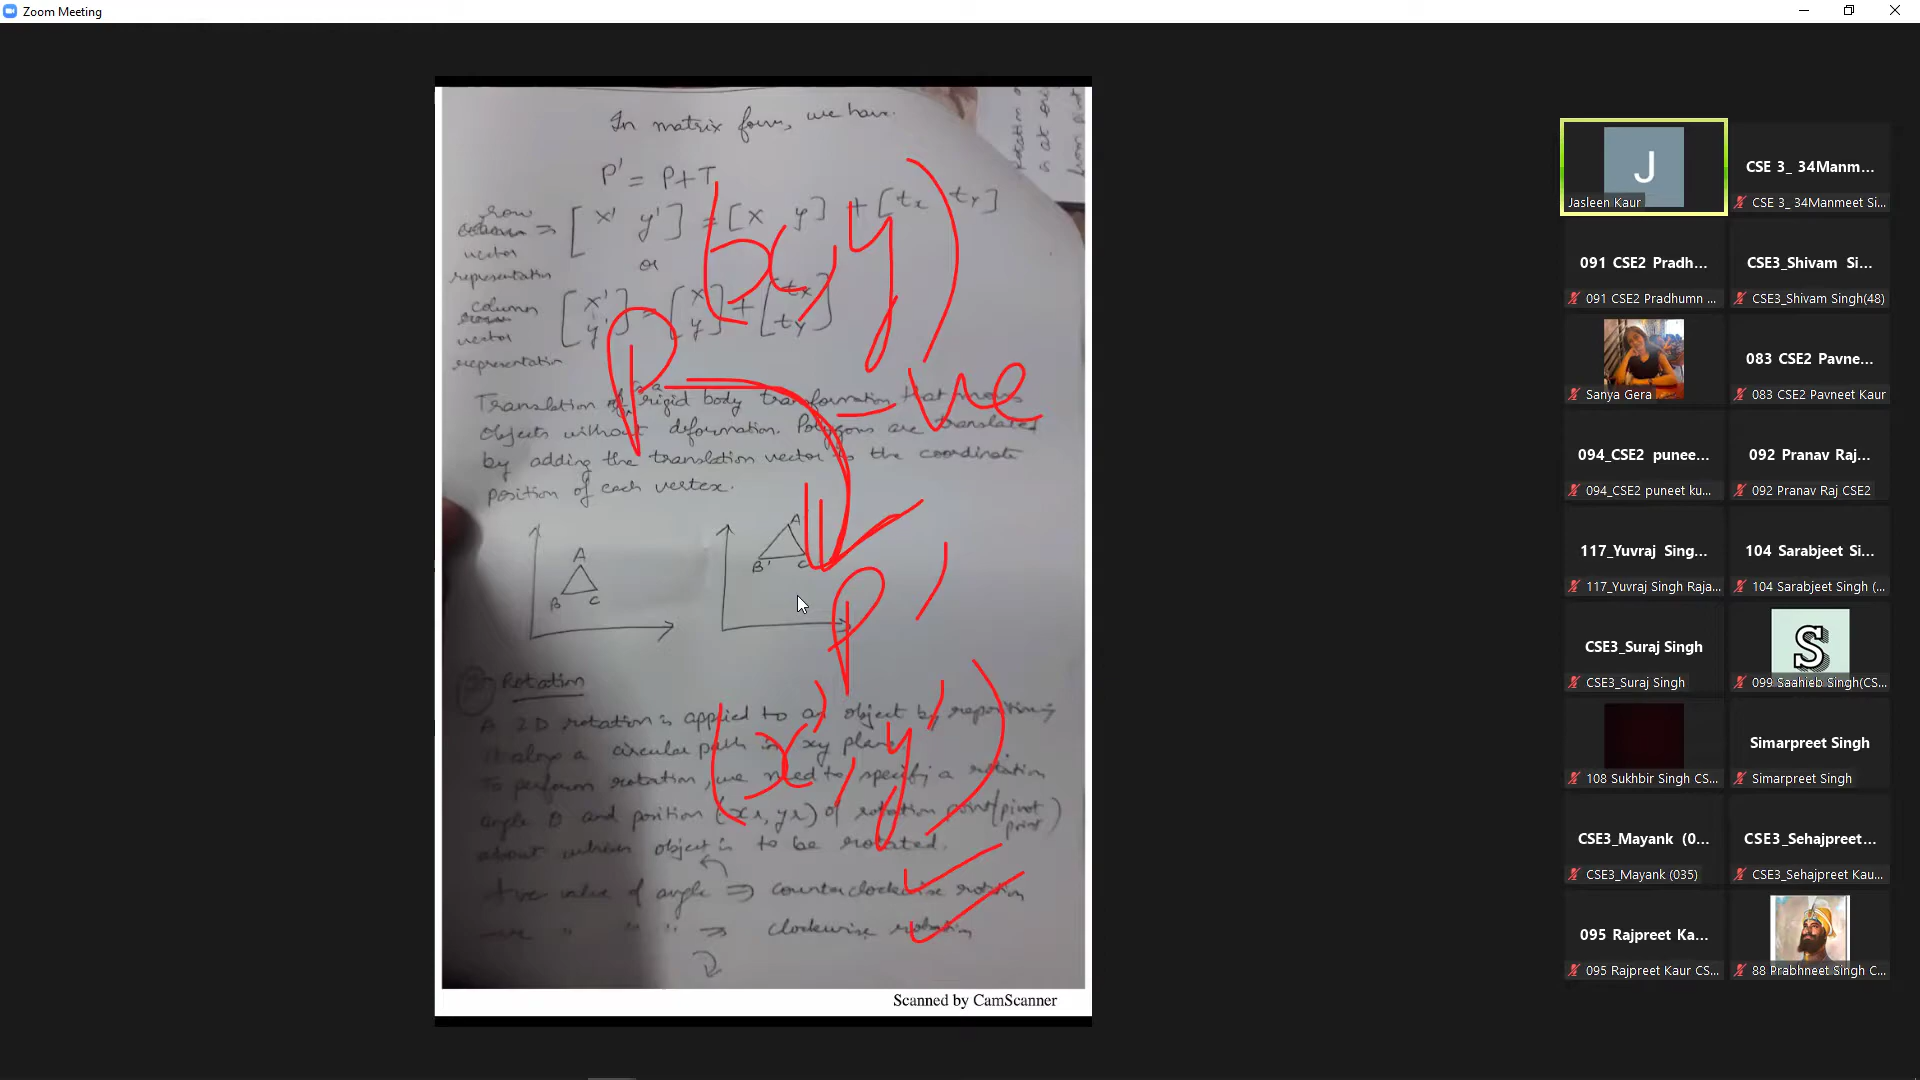 Zoom Meeting
In matrix form, we have.
P' = P+T
row
column ⇒ [ x' y' ] = [x y] + [tx ty]
vector
representation
or
column
row
vector
representation
[ x' y' ] = [ x y ] + [ tx ty ]
(x, y)
P
-ve
Translation is a rigid body transformation that moves
objects without deformation. Polygons are translated
by adding the translation vector to the coordinate
position of each vertex.
A
B C
A
B' C
P'
Rotation
A 2D rotation is applied to an object by repositioning
it along a circular path in xy plane
To perform rotation, we need to specify a rotation
angle θ and position (xr, yr) of rotation point (pivot
point)
about which object is to be rotated.
(x', y')
+ve value of angle ⇒ counterclockwise rotation
-ve " " " ⇒ clockwise rotation
rotation
Scanned by CamScanner
J
Jasleen Kaur
CSE 3_ 34Manm...
CSE 3_ 34Manmeet Si...
091 CSE2 Pradh...
091 CSE2 Pradhumn ...
CSE3_Shivam Si...
CSE3_Shivam Singh(48)
Sanya Gera
083 CSE2 Pavne...
083 CSE2 Pavneet Kaur
094_CSE2 punee...
094_CSE2 puneet ku...
092 Pranav Raj...
092 Pranav Raj CSE2
117_Yuvraj Sing...
117_Yuvraj Singh Raja...
104 Sarabjeet Si...
104 Sarabjeet Singh (...
CSE3_Suraj Singh
CSE3_Suraj Singh
S
099 Saahieb Singh(CS...
108 Sukhbir Singh CS...
Simarpreet Singh
Simarpreet Singh
CSE3_Mayank (0...
CSE3_Mayank (035)
CSE3_Sehajpreet...
CSE3_Sehajpreet Kau...
095 Rajpreet Ka...
095 Rajpreet Kaur CS...
88 Prabhneet Singh C...